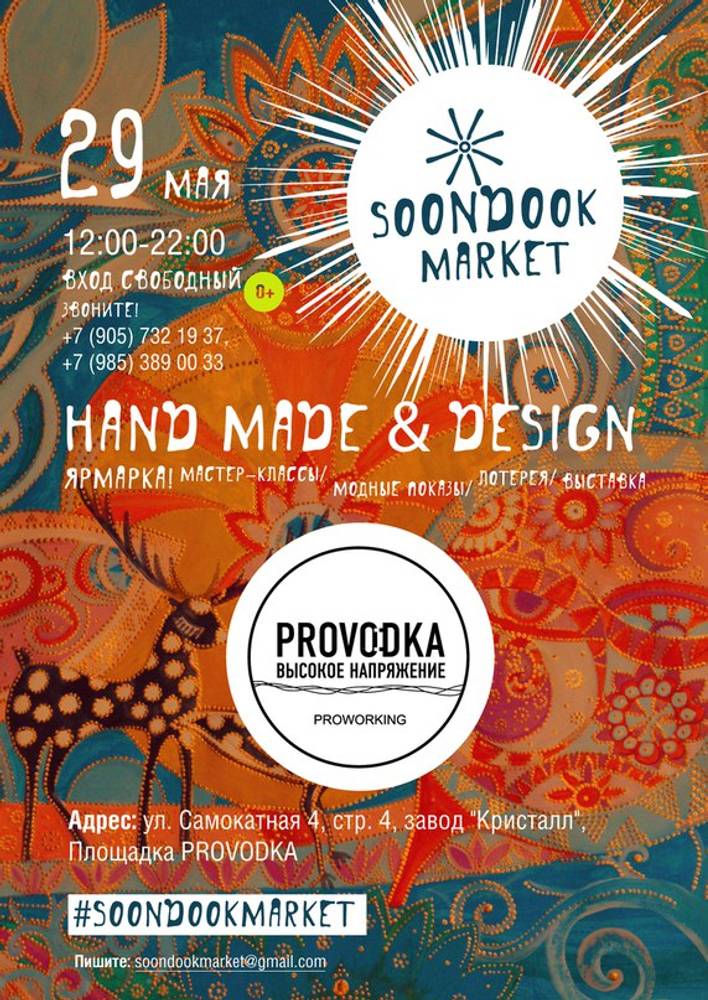 SOONDOOK
MARKET
29 МАЯ
12:00-22:00
ВХОД СВОБОДНЫЙ
0+
ЗВОНИТЕ!
+7 (905) 732 19 37,
+7 (985) 389 00 33
HAND MADE & DESIGN
ЯРМАРКА! МАСТЕР-КЛАССЫ/ МОДНЫЕ ПОКАЗЫ/ ЛОТЕРЕЯ/ ВЫСТАВКА
PROVODKA
ВЫСОКОЕ НАПРЯЖЕНИЕ
PROWORKING
Адрес: ул. Самокатная 4, стр. 4, завод "Кристалл",
Площадка PROVODKA
#SOONDOOKMARKET
Пишите: soondookmarket@gmail.com